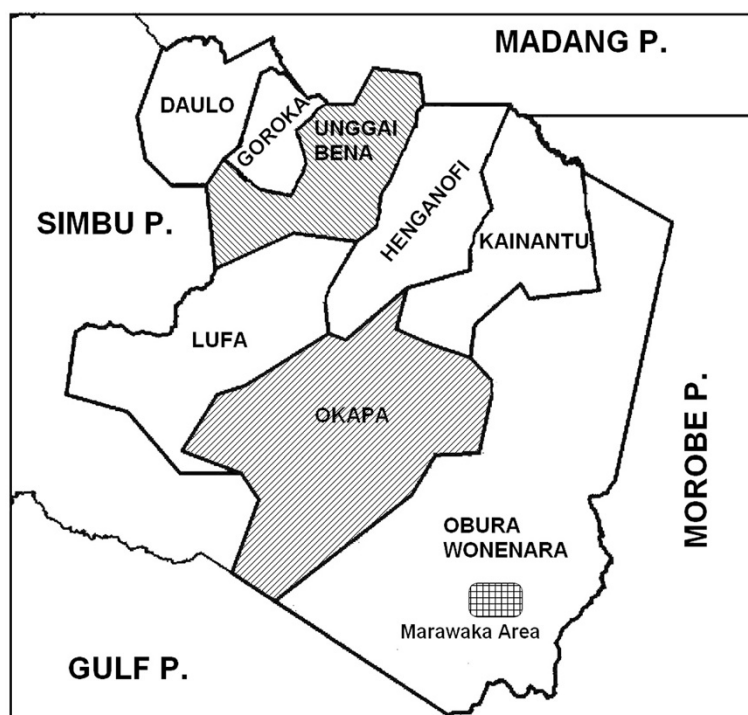 MADANG P.
DAULO
GOROKA
UNGGAI
BENA
HENGANOFI
KAINANTU
SIMBU P.
LUFA
OKAPA
MOROBE P.
OBURA
WONENARA
Marawaka Area
GULF P.